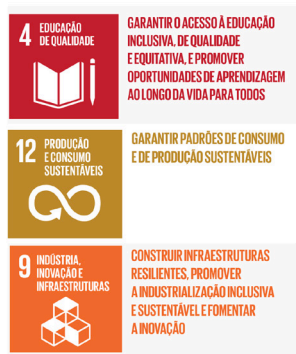 4 EDUCAÇÃO
DE QUALIDADE
GARANTIR O ACESSO À EDUCAÇÃO
INCLUSIVA, DE QUALIDADE
E EQUITATIVA, E PROMOVER
OPORTUNIDADES DE APRENDIZAGEM
AO LONGO DA VIDA PARA TODOS
12 PRODUÇÃO
E CONSUMO
SUSTENTÁVEIS
GARANTIR PADRÕES DE CONSUMO
E DE PRODUÇÃO SUSTENTÁVEIS
9 INDÚSTRIA,
INOVAÇÃO E
INFRAESTRUTURAS
CONSTRUIR INFRAESTRUTURAS
RESILIENTES, PROMOVER
A INDUSTRIALIZAÇÃO INCLUSIVA
E SUSTENTÁVEL E FOMENTAR
A INOVAÇÃO